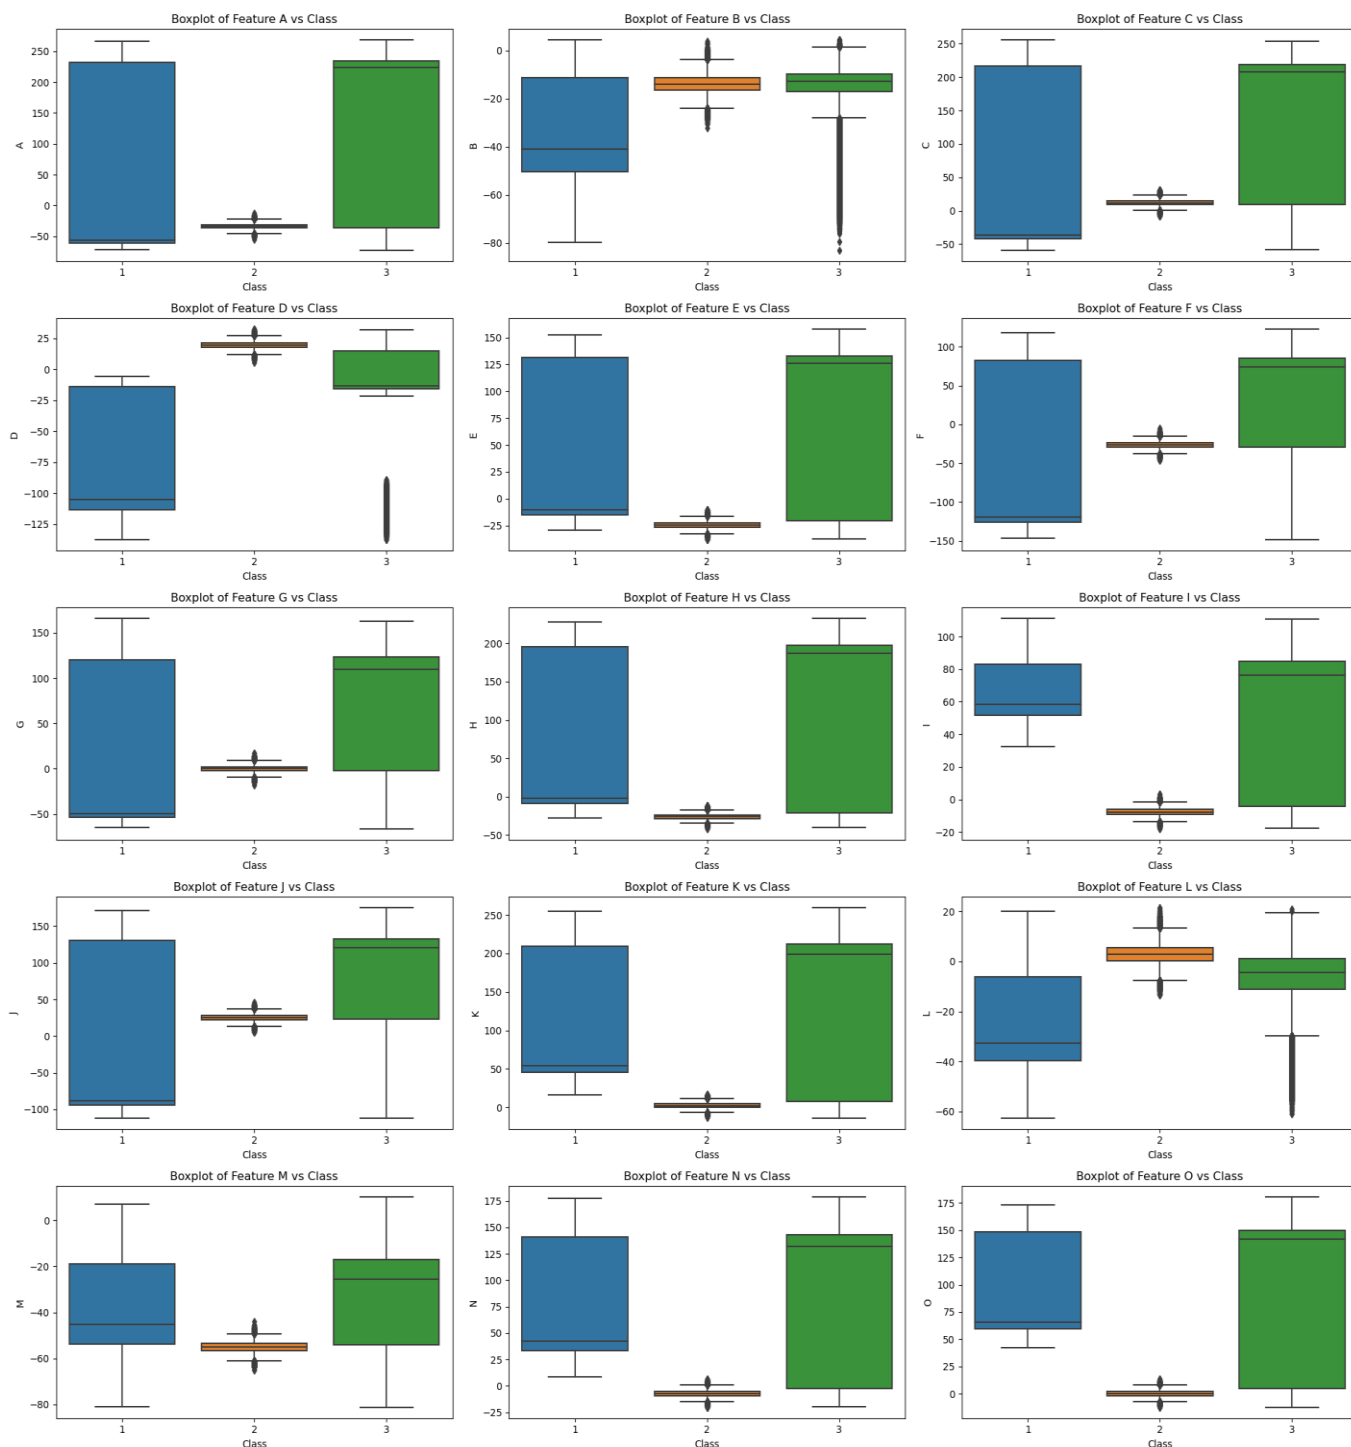 Boxplot of Feature A vs Class
250
200
150
100
50
0
−50
A
1 2 3
Class
Boxplot of Feature B vs Class
0
−20
−40
−60
−80
B
1 2 3
Class
Boxplot of Feature C vs Class
250
200
150
100
50
0
−50
C
1 2 3
Class
Boxplot of Feature D vs Class
25
0
−25
−50
−75
−100
−125
D
1 2 3
Class
Boxplot of Feature E vs Class
150
125
100
75
50
25
0
−25
E
1 2 3
Class
Boxplot of Feature F vs Class
100
50
0
−50
−100
−150
F
1 2 3
Class
Boxplot of Feature G vs Class
150
100
50
0
−50
G
1 2 3
Class
Boxplot of Feature H vs Class
200
150
100
50
0
−50
H
1 2 3
Class
Boxplot of Feature I vs Class
100
80
60
40
20
0
−20
I
1 2 3
Class
Boxplot of Feature J vs Class
150
100
50
0
−50
−100
J
1 2 3
Class
Boxplot of Feature K vs Class
250
200
150
100
50
0
K
1 2 3
Class
Boxplot of Feature L vs Class
20
0
−20
−40
−60
L
1 2 3
Class
Boxplot of Feature M vs Class
0
−20
−40
−60
−80
M
1 2 3
Class
Boxplot of Feature N vs Class
175
150
125
100
75
50
25
0
−25
N
1 2 3
Class
Boxplot of Feature O vs Class
175
150
125
100
75
50
25
0
O
1 2 3
Class